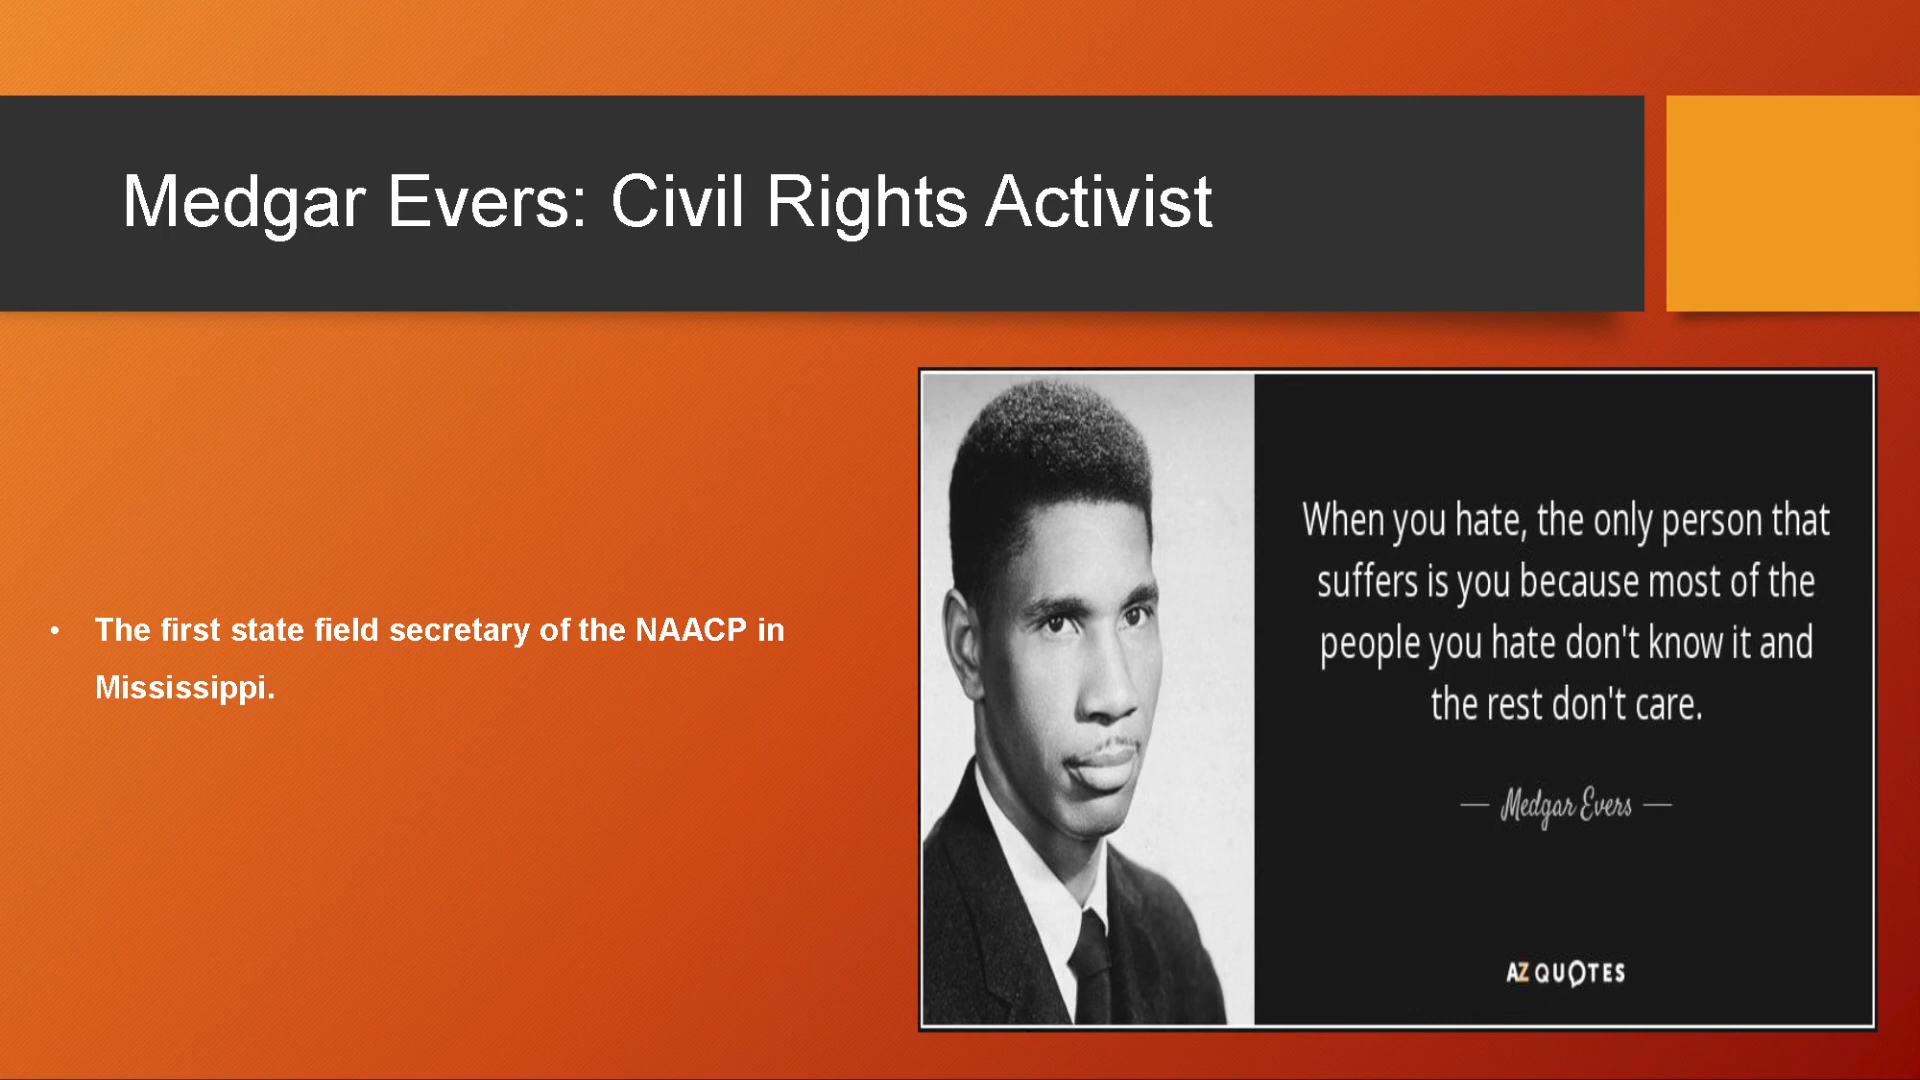 Medgar Evers: Civil Rights Activist
• The first state field secretary of the NAACP in
Mississippi.
When you hate, the only person that
suffers is you because most of the
people you hate don't know it and
the rest don't care.
— Medgar Evers —
AZ QUOTES